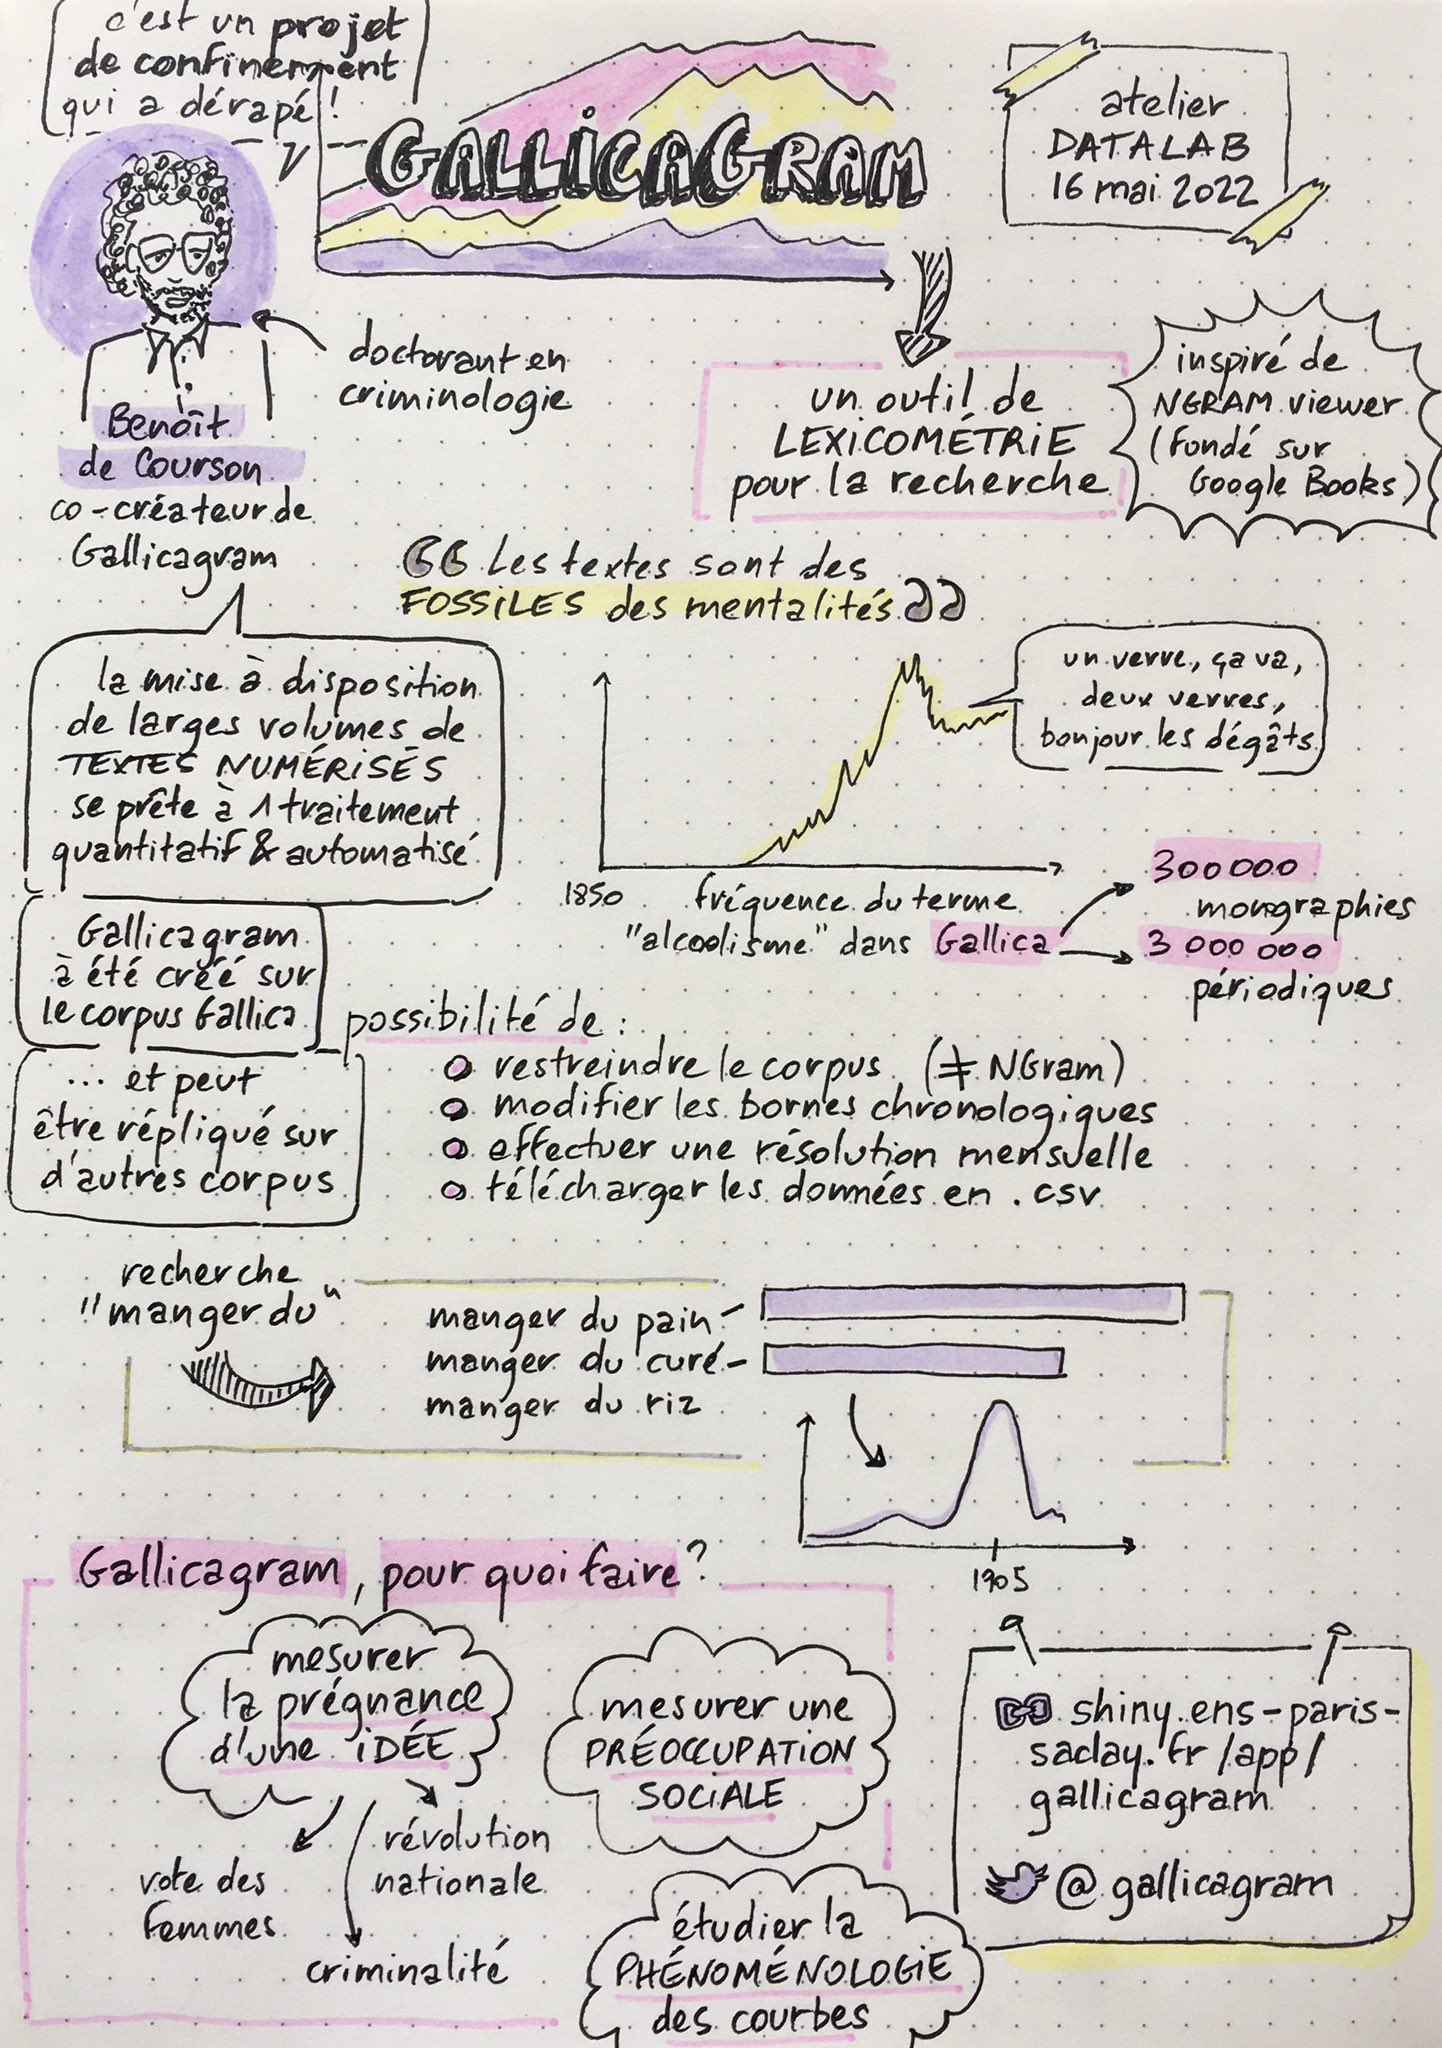 c'est un projet
de confinement
qui a dérapé !
GALLICAGRAM
atelier
DATALAB
16 mai 2022
doctorant en
criminologie
Benoît
de Courson
co-créateur de
Gallicagram
un outil de
LEXICOMÉTRIE
pour la recherche
inspiré de
NGRAM viewer
(fondé sur
Google Books)
Les textes sont des
FOSSILES des mentalités
la mise à disposition
de larges volumes de
TEXTES NUMÉRISÉS
se prête à 1 traitement
quantitatif & automatisé
un verre, ça va,
deux verres,
bonjour les dégâts
1850
fréquence du terme
"alcoolisme" dans Gallica
300 000
monographies
3 000 000
périodiques
Gallicagram
à été créé sur
le corpus Gallica
... et peut
être répliqué sur
d'autres corpus
possibilité de :
restreindre le corpus (≠ NGram)
modifier les bornes chronologiques
effectuer une résolution mensuelle
télécharger les données en .csv
recherche
"manger du"
manger du pain
manger du curé
manger du riz
1905
Gallicagram, pour quoi faire ?
mesurer
la prégnance
d'une iDÉE
vote des
femmes
révolution
nationale
criminalité
mesurer une
PRÉOCCUPATION
SOCiALE
étudier la
PHÉNOMÉNOLOGIE
des courbes
shiny.ens-paris-
saclay.fr/app/
gallicagram
@gallicagram